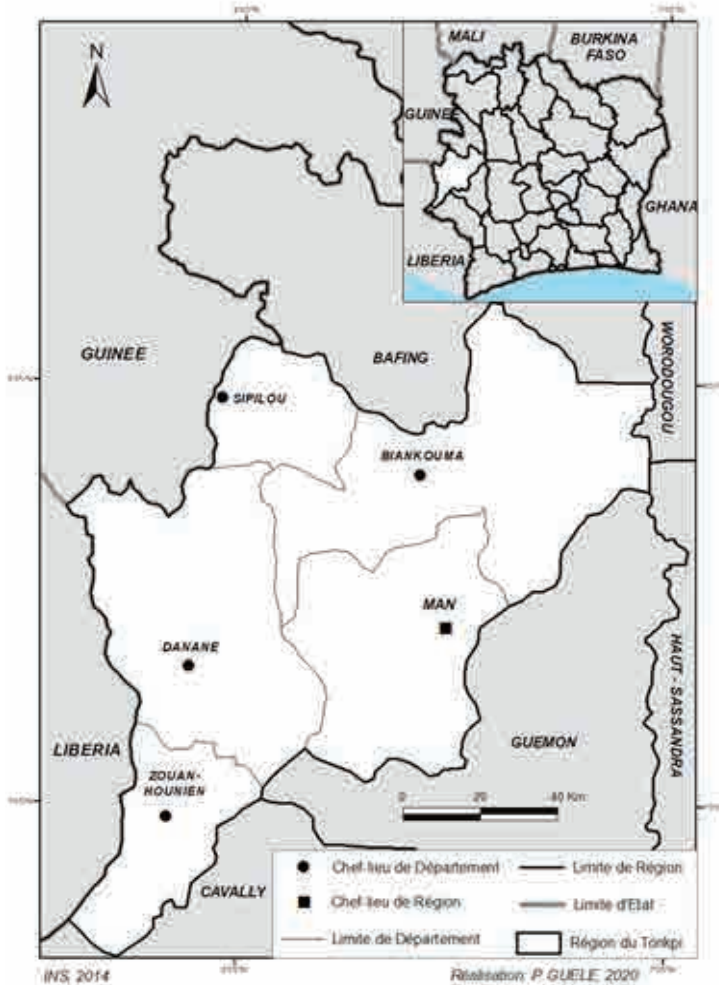 N
MALI
BURKINA
FASO
GUINEE
GHANA
LIBERIA
GUINEE
BAFING
WORODOUGOU
SIPILOU
BIANKOUMA
MAN
DANANE
HAUT - SASSANDRA
LIBERIA
GUEMON
ZOUAN-
HOUNIEN
0 20 40 Km
CAVALLY
Chef-lieu de Département
Limite de Région
Chef-lieu de Région
Limite d'Etat
Limite de Département
Région du Tonkpi
INS, 2014
Réalisation: P. GUELE, 2020